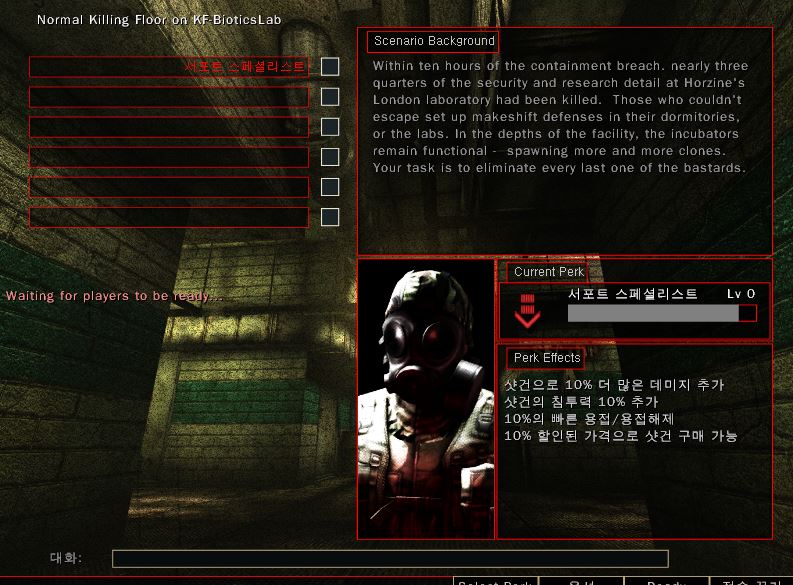 Normal Killing Floor on KF-BioticsLab
서포트 스페셜리스트
Scenario Background
Within ten hours of the containment breach. nearly three
quarters of the security and research detail at Horzine's
London laboratory had been killed.  Those who couldn't
escape set up makeshift defenses in their dormitories,
or the labs. In the depths of the facility, the incubators
remain functional -  spawning more and more clones.
Your task is to eliminate every last one of the bastards.
Waiting for players to be ready...
Current Perk
서포트 스페셜리스트 Lv 0
Perk Effects
샷건으로 10% 더 많은 데미지 추가
샷건의 침투력 10% 추가
10%의 빠른 용접/용접해제
10% 할인된 가격으로 샷건 구매 가능
대화:
Select Perk 옵션 Ready 접속 끊기